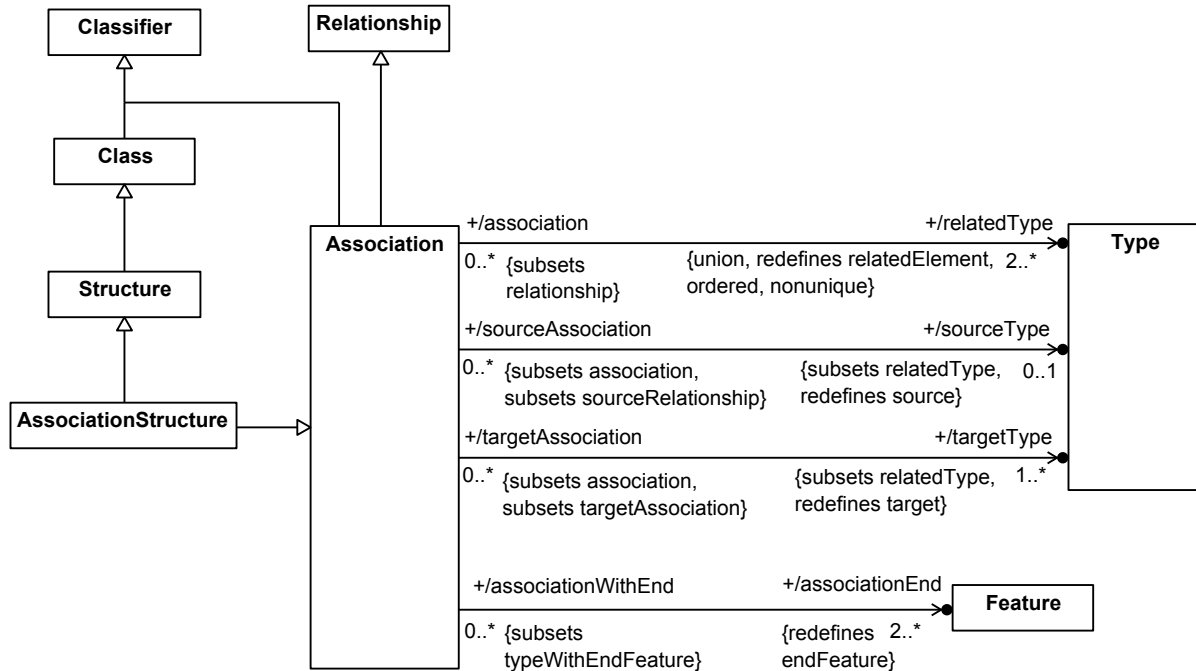 Classifier
Relationship
Class
Structure
AssociationStructure
Association
Type
+/association
+/relatedType
0..*
{subsets
relationship}
{union, redefines relatedElement,
ordered, nonunique}
2..*
+/sourceAssociation
+/sourceType
0..*
{subsets association,
subsets sourceRelationship}
{subsets relatedType,
redefines source}
0..1
+/targetAssociation
+/targetType
0..*
{subsets association,
subsets targetAssociation}
{subsets relatedType,
redefines target}
1..*
+/associationWithEnd
+/associationEnd
0..*
{subsets
typeWithEndFeature}
{redefines
endFeature}
2..*
Feature